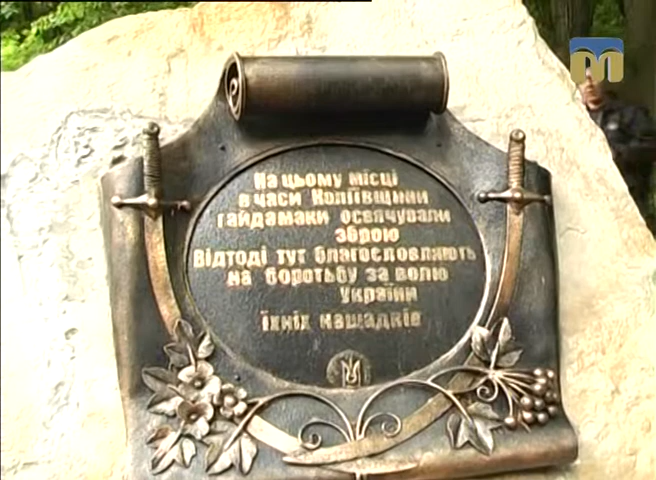 На цьому місці
в часи Коліївщини
гайдамаки освячували
зброю
Відтоді тут благословляють
на боротьбу за волю
України
їхніх нащадків